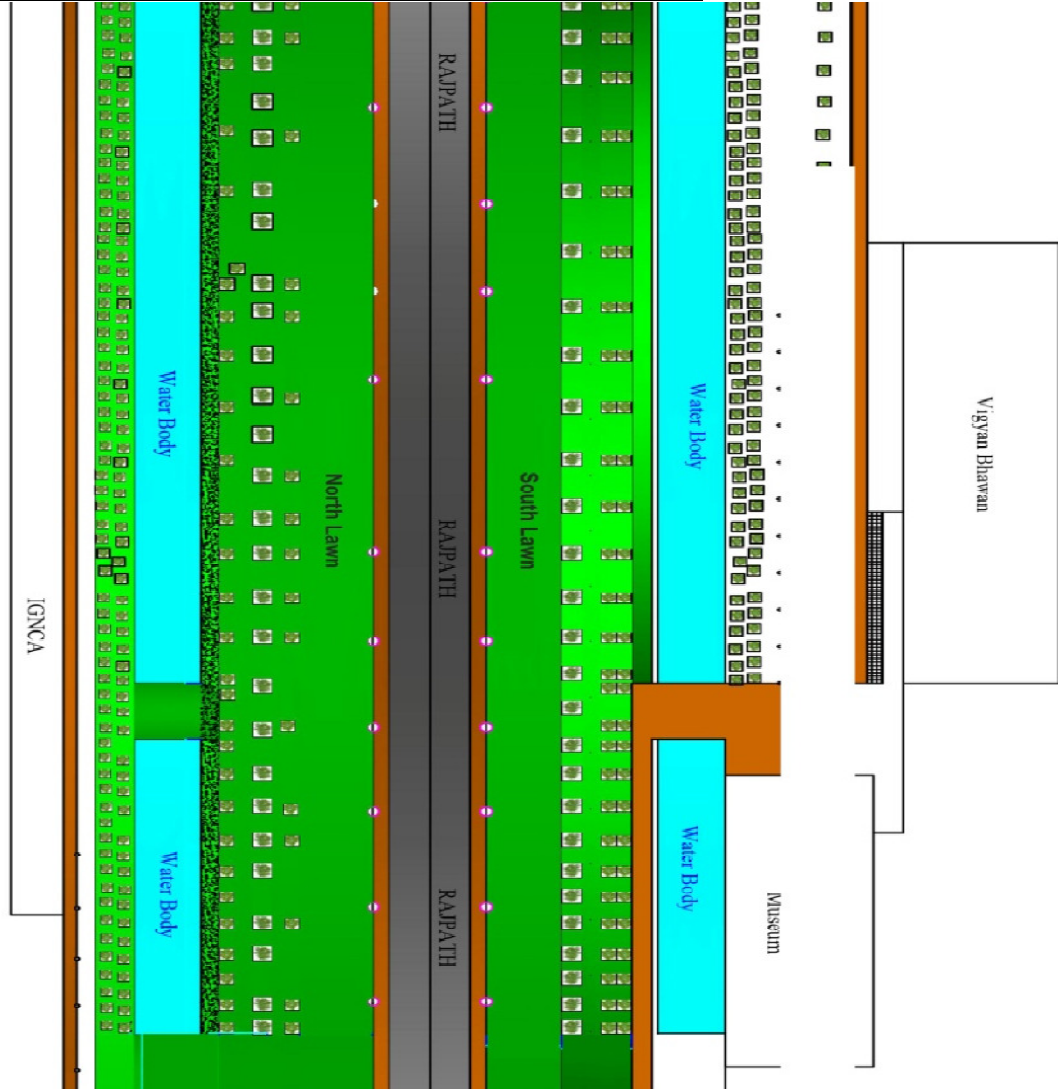 RAJPATH
Vigyan Bhawan
Water Body
Water Body
North Lawn
South Lawn
RAJPATH
IGNCA
Water Body
Water Body
RAJPATH
Museum